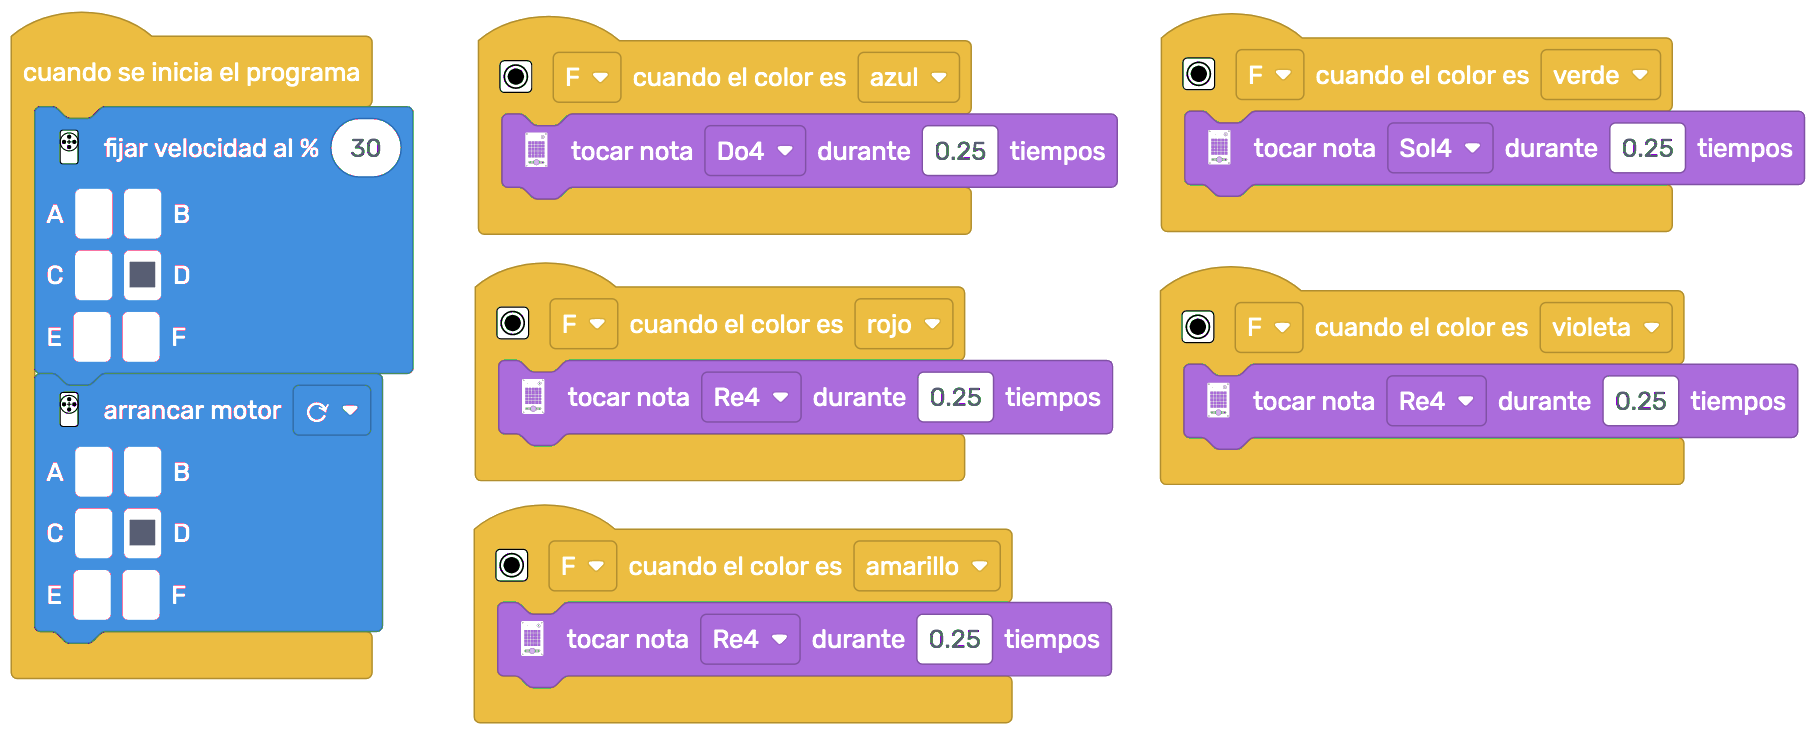 cuando se inicia el programa
fijar velocidad al % 30
A B
C D
E F
arrancar motor
A B
C D
E F
F cuando el color es azul
tocar nota Do4 durante 0.25 tiempos
F cuando el color es rojo
tocar nota Re4 durante 0.25 tiempos
F cuando el color es amarillo
tocar nota Re4 durante 0.25 tiempos
F cuando el color es verde
tocar nota Sol4 durante 0.25 tiempos
F cuando el color es violeta
tocar nota Re4 durante 0.25 tiempos